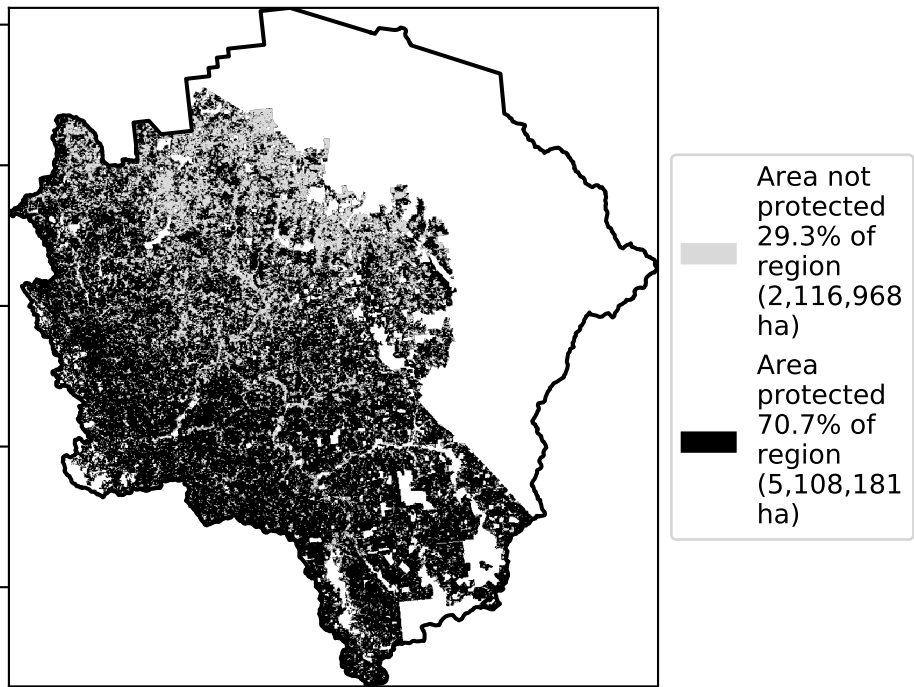 Area not
protected
29.3% of
region
(2,116,968
ha)
Area
protected
70.7% of
region
(5,108,181
ha)